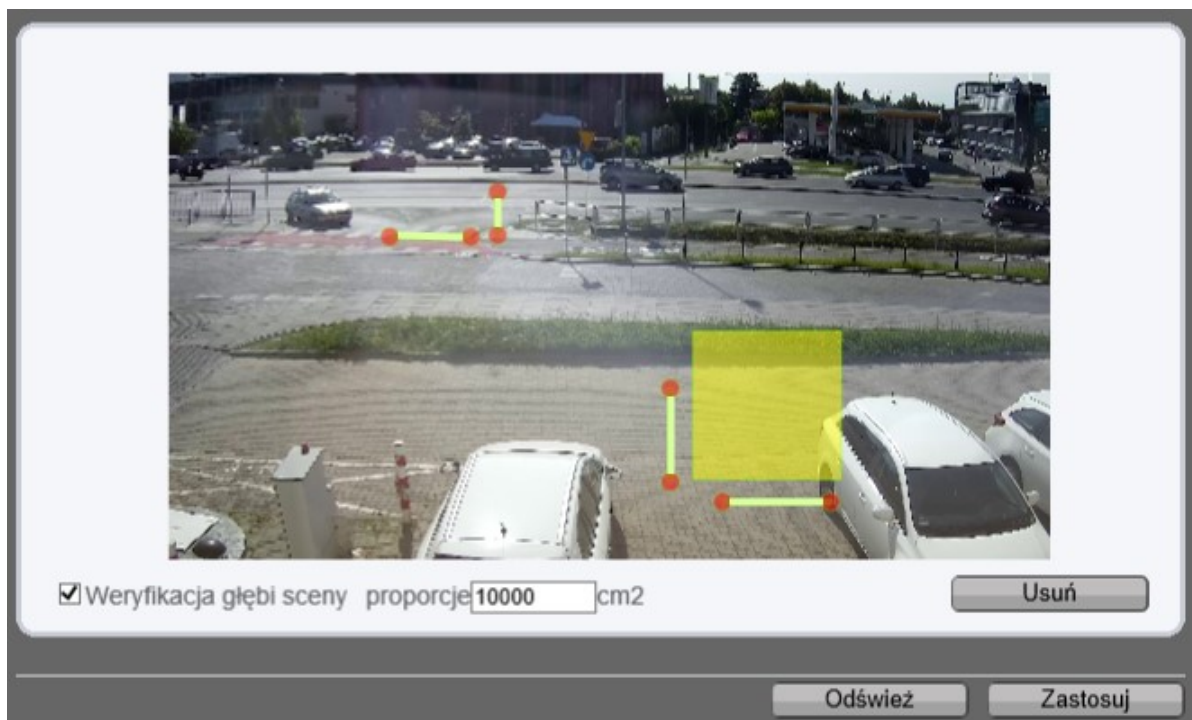 Weryfikacja głębi sceny proporcje 10000 cm2
Usuń
Odśwież
Zastosuj